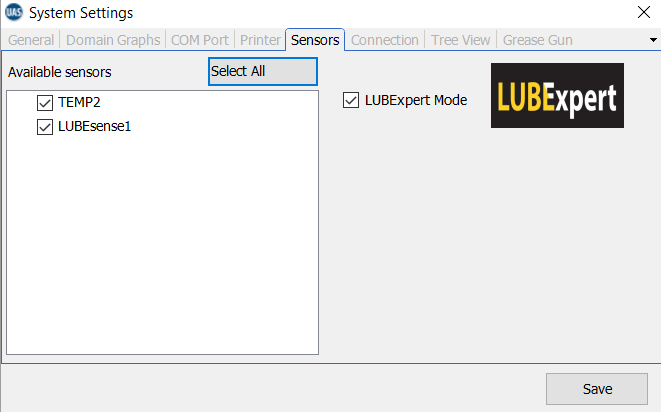 UAS System Settings
General Domain Graphs COM Port Printer Sensors Connection Tree View Grease Gun
Available sensors Select All
TEMP2
LUBEsense1
LUBExpert Mode
LUBExpert
Save